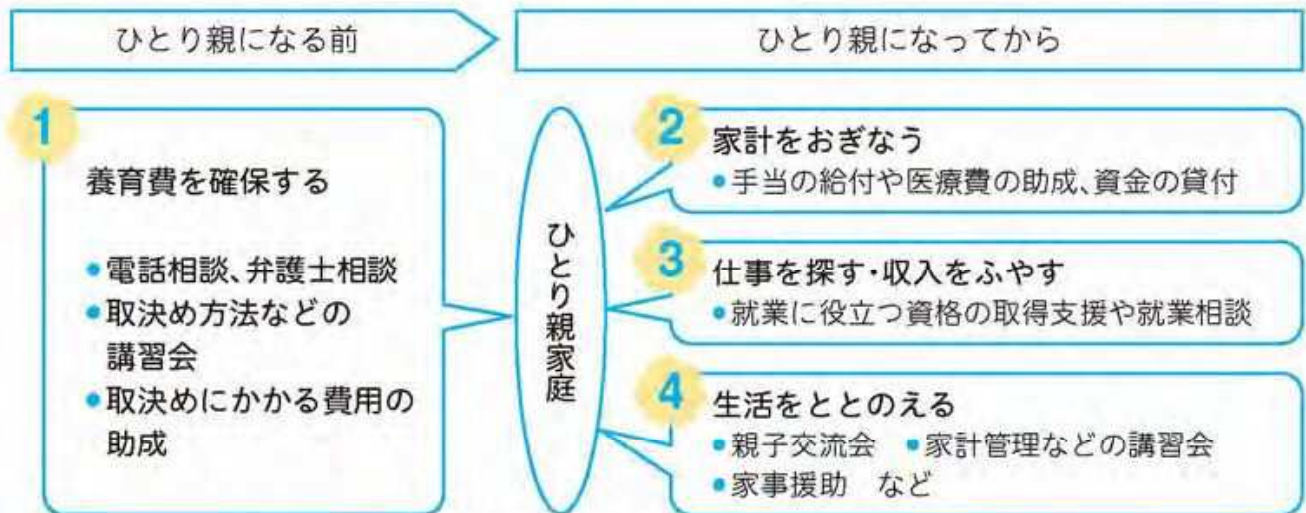 ひとり親になる前
ひとり親になってから
1
養育費を確保する
•電話相談、弁護士相談
•取決め方法などの
講習会
•取決めにかかる費用の
助成
ひとり親家庭
2
家計をおぎなう
•手当の給付や医療費の助成、資金の貸付
3
仕事を探す・収入をふやす
•就業に役立つ資格の取得支援や就業相談
4
生活をととのえる
•親子交流会 •家計管理などの講習会
•家事援助 など